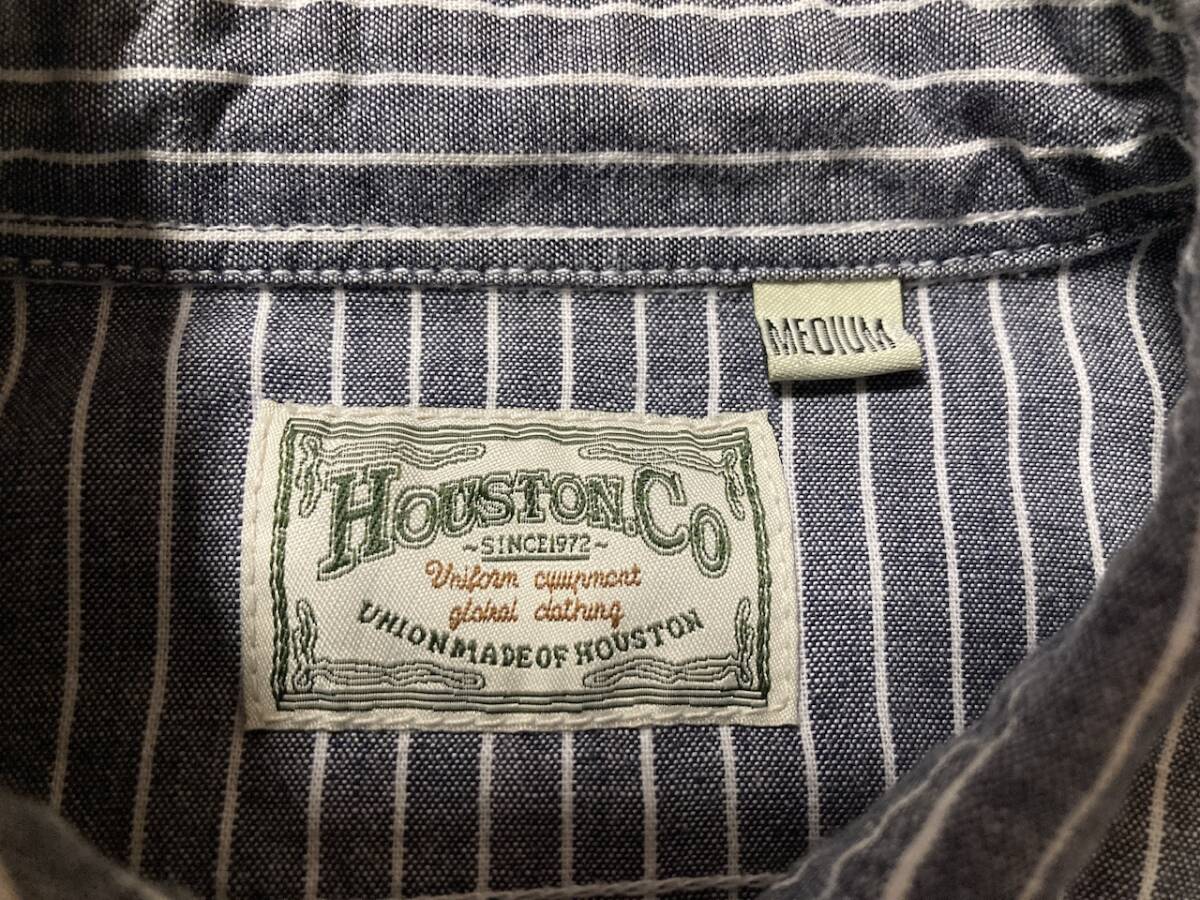 MEDIUM
HOUSTON.CO
~SINCE1972~
Uniform equipment
global clothing
UNIONMADE OF HOUSTON